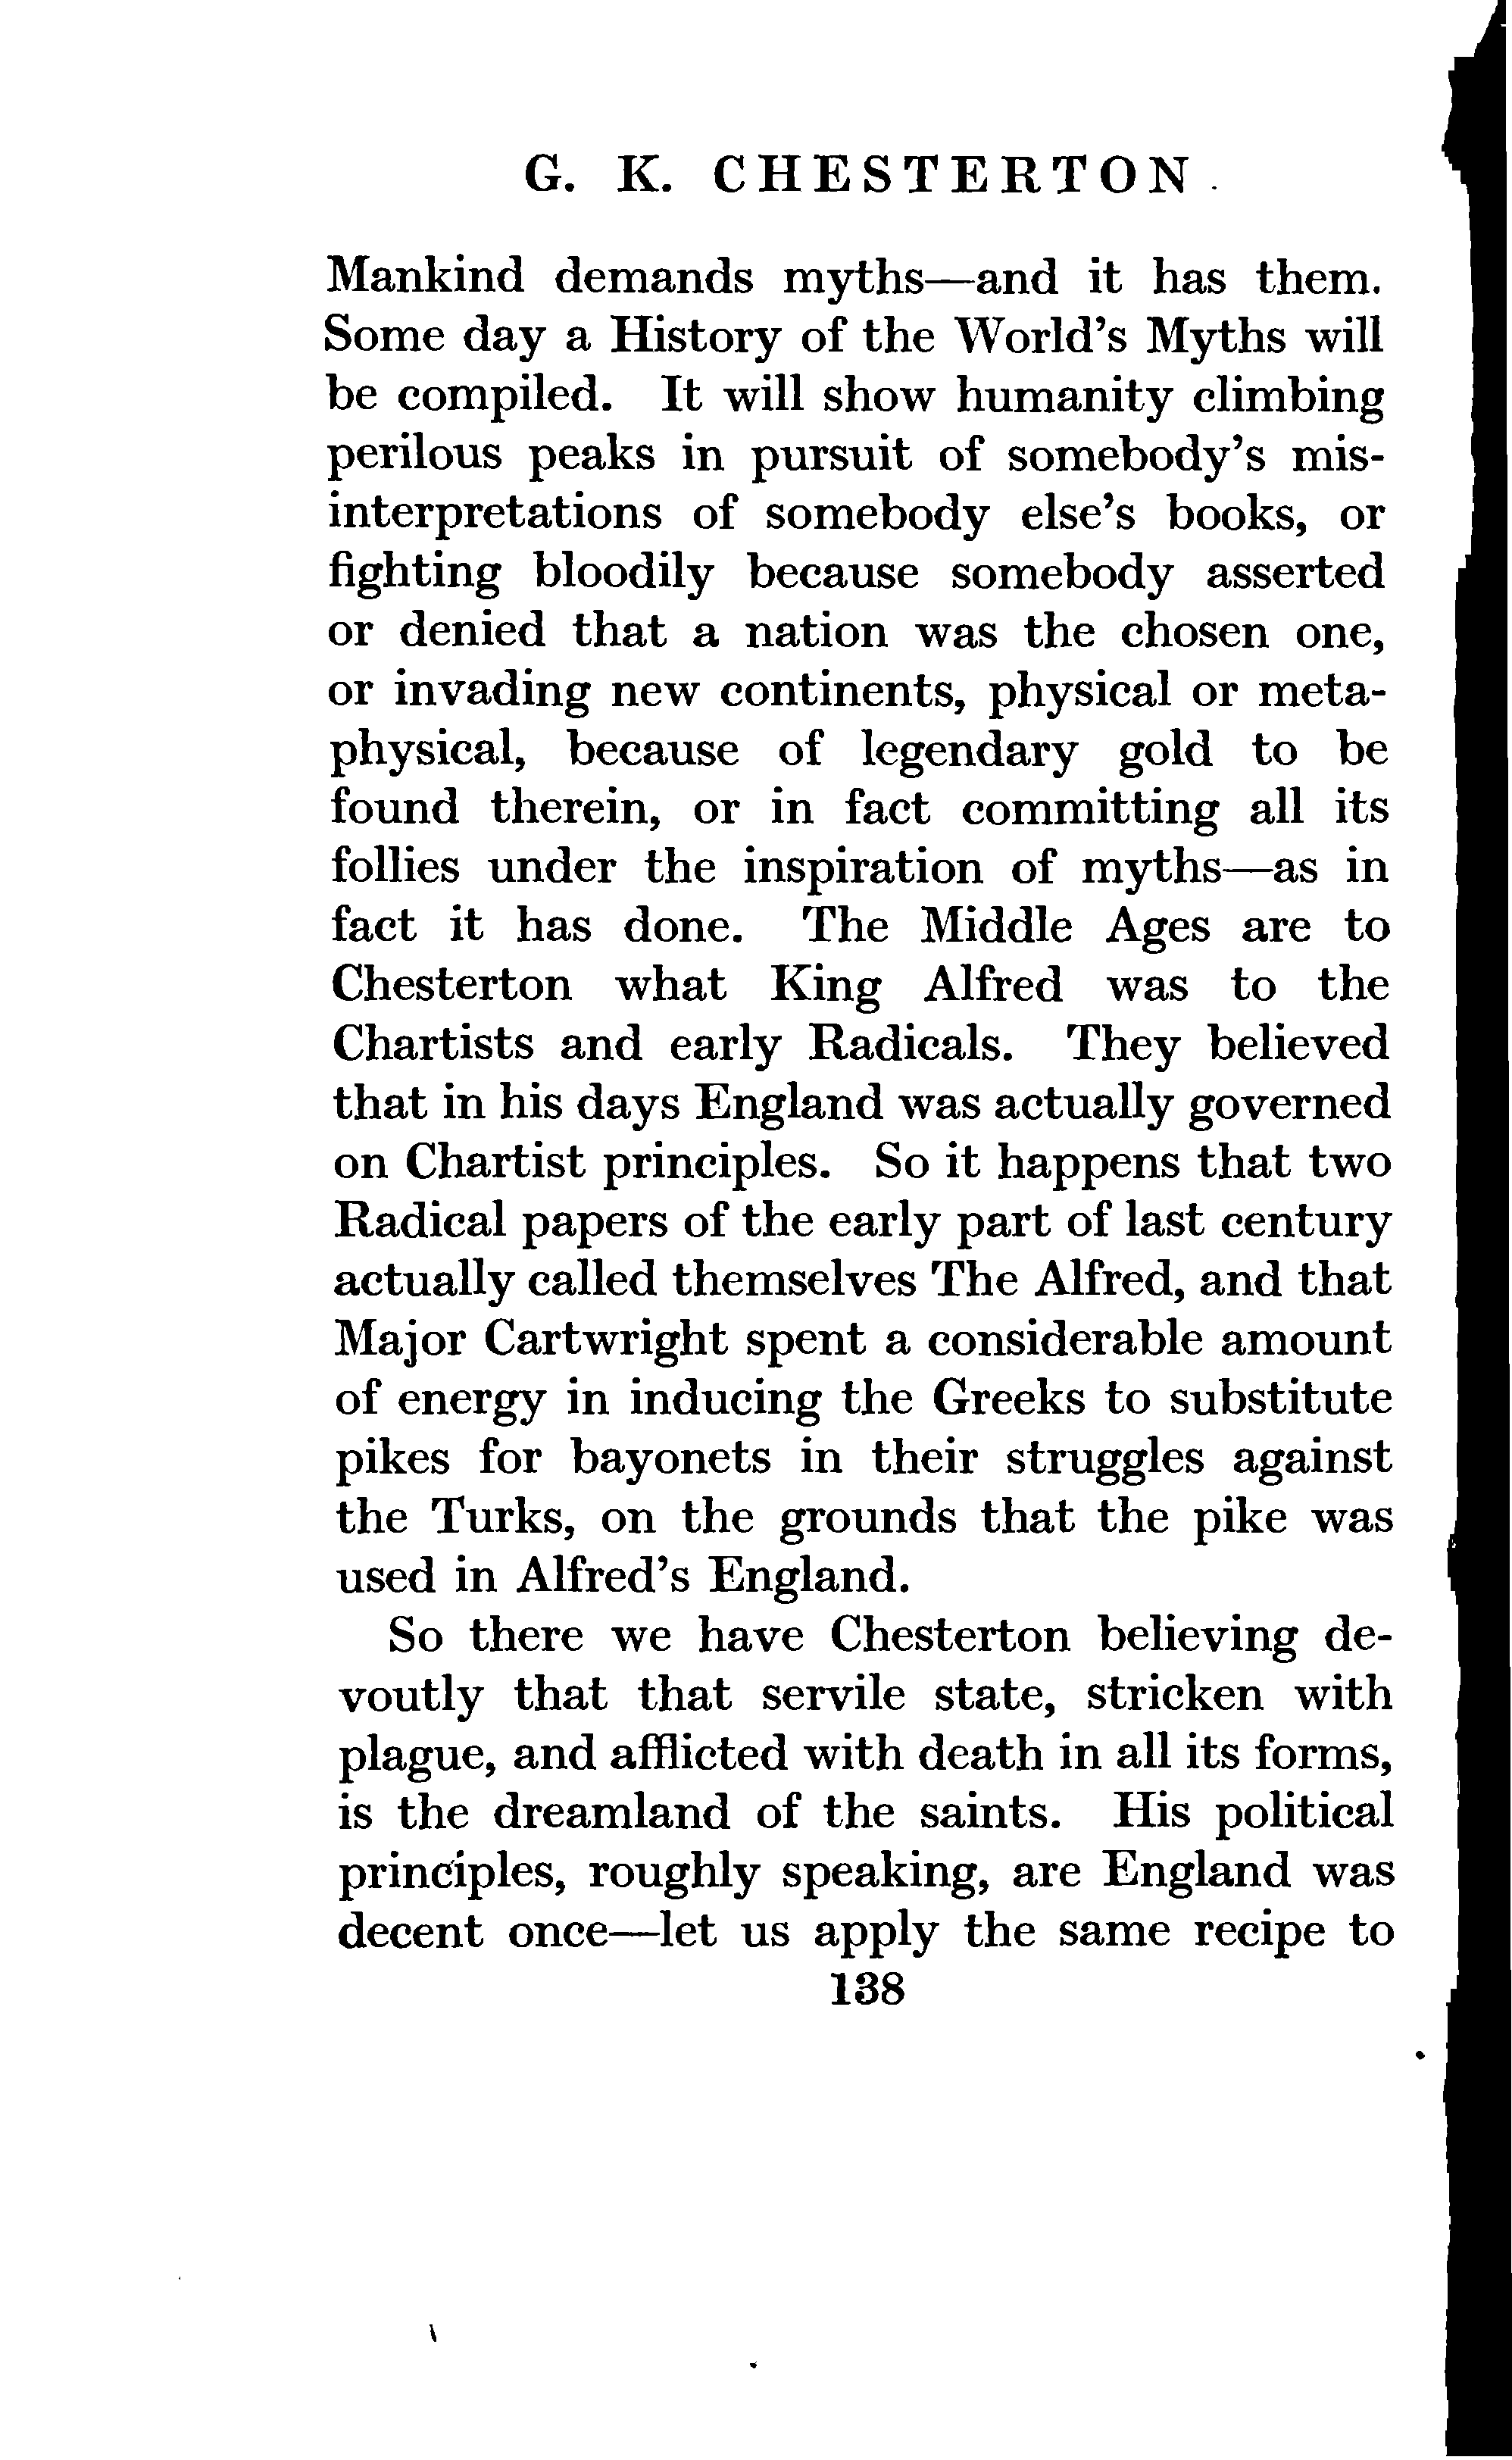 G. K. CHESTERTON
Mankind demands myths—and it has them.
Some day a History of the World's Myths will
be compiled. It will show humanity climbing
perilous peaks in pursuit of somebody's mis-
interpretations of somebody else's books, or
fighting bloodily because somebody asserted
or denied that a nation was the chosen one,
or invading new continents, physical or meta-
physical, because of legendary gold to be
found therein, or in fact committing all its
follies under the inspiration of myths—as in
fact it has done. The Middle Ages are to
Chesterton what King Alfred was to the
Chartists and early Radicals. They believed
that in his days England was actually governed
on Chartist principles. So it happens that two
Radical papers of the early part of last century
actually called themselves The Alfred, and that
Major Cartwright spent a considerable amount
of energy in inducing the Greeks to substitute
pikes for bayonets in their struggles against
the Turks, on the grounds that the pike was
used in Alfred's England.
So there we have Chesterton believing de-
voutly that that servile state, stricken with
plague, and afflicted with death in all its forms,
is the dreamland of the saints. His political
principles, roughly speaking, are England was
decent once—let us apply the same recipe to
138